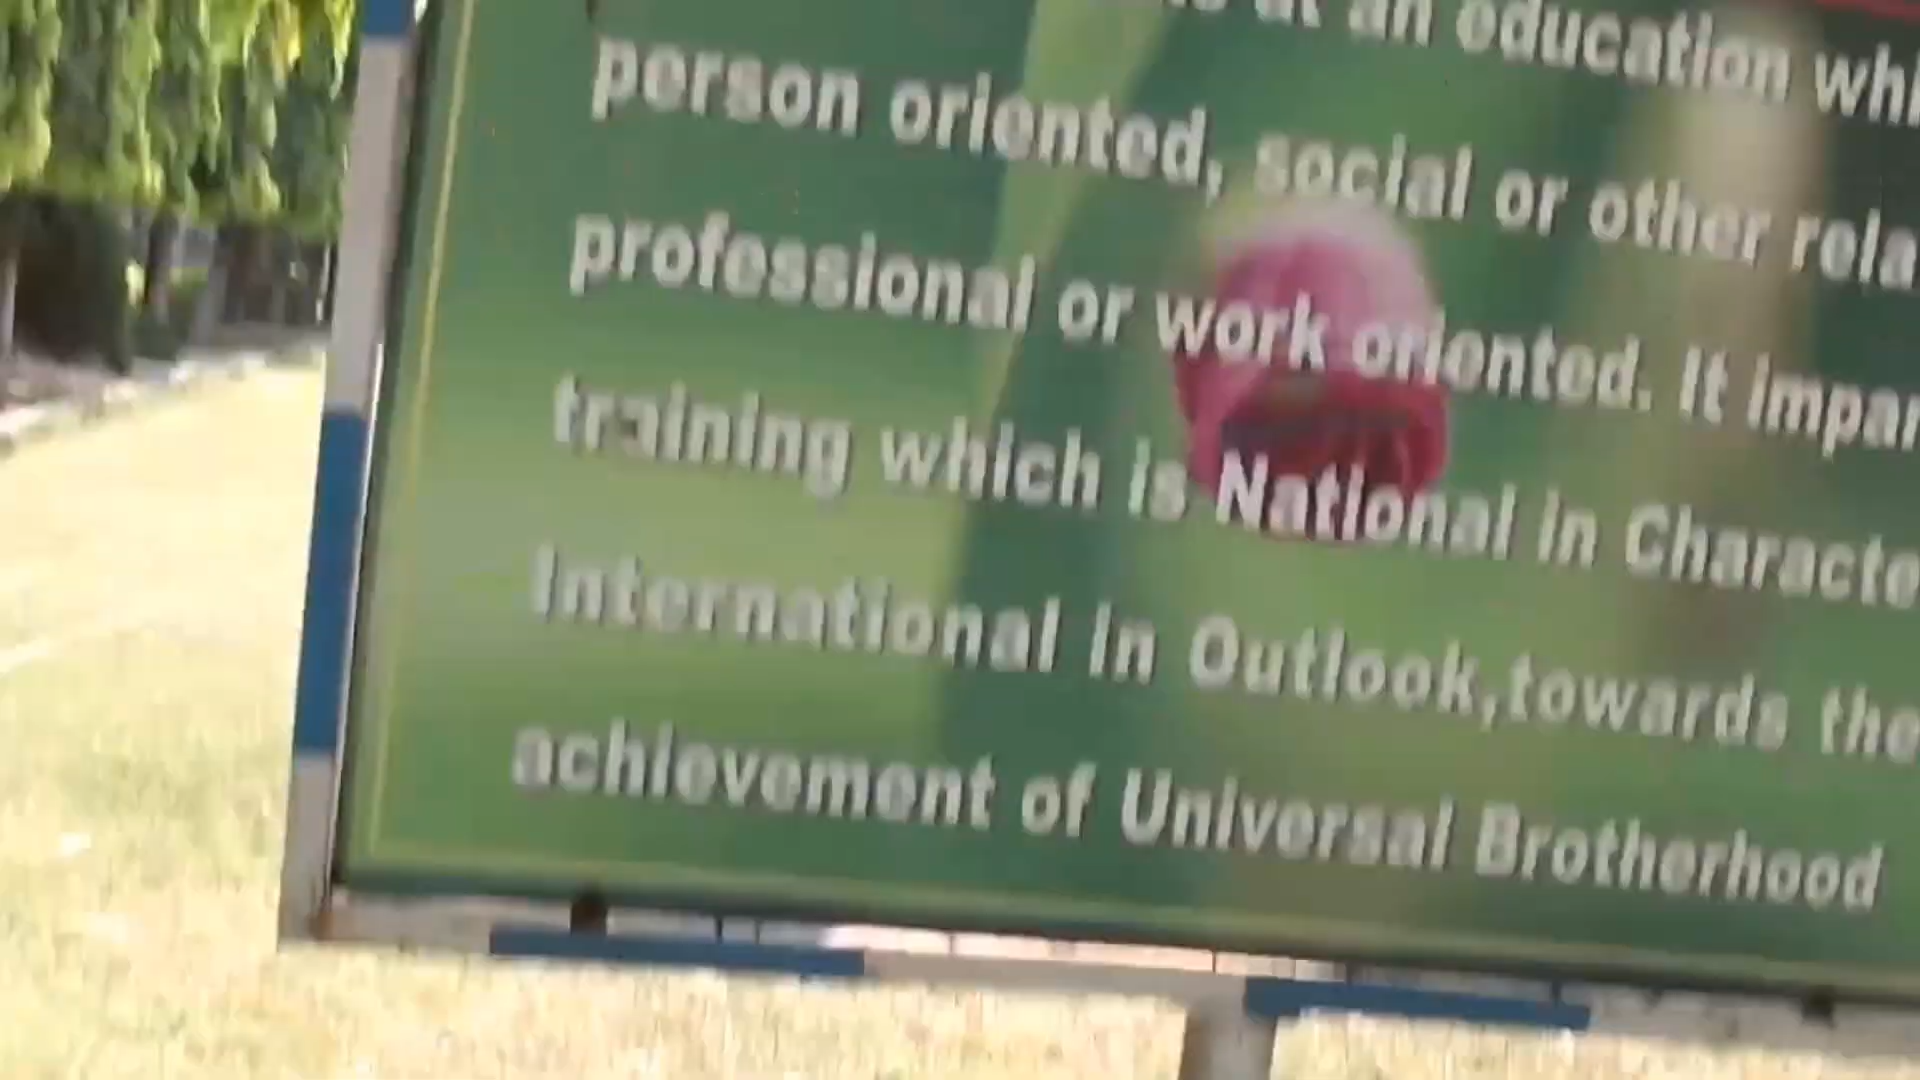 at an education whi
person oriented, social or other rela
professional or work oriented. It impar
training which is National in Characte
International in Outlook,towards the
achievement of Universal Brotherhood